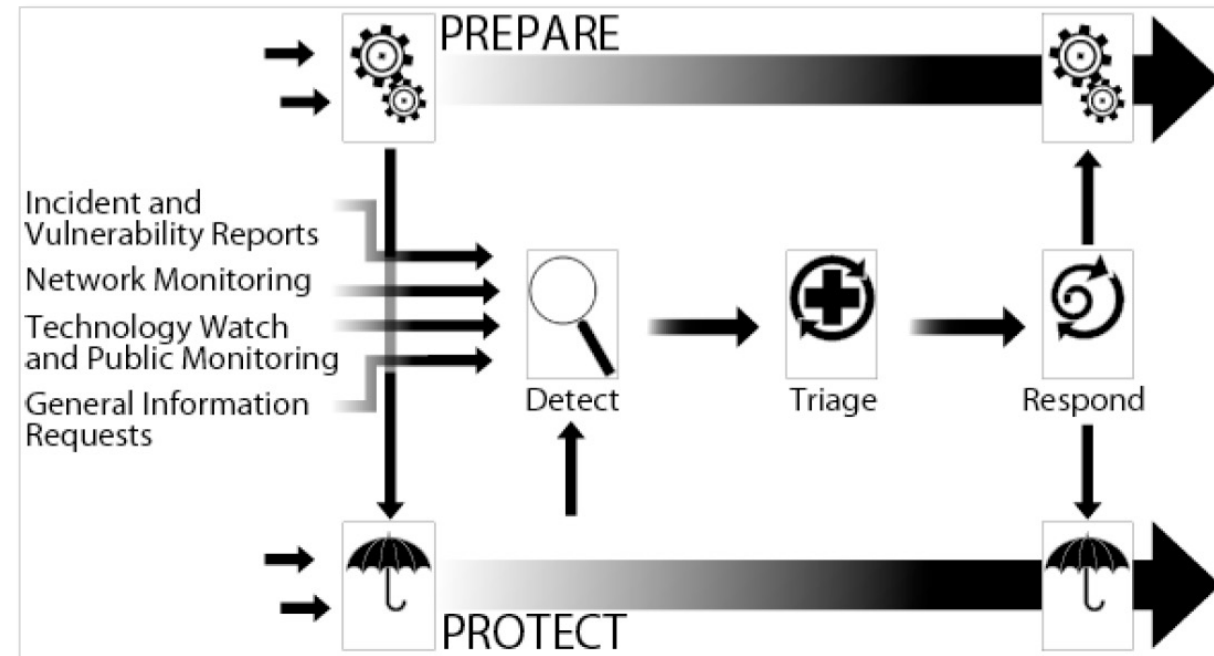 PREPARE
Incident and
Vulnerability Reports
Network Monitoring
Technology Watch
and Public Monitoring
General Information
Requests
Detect
Triage
Respond
PROTECT